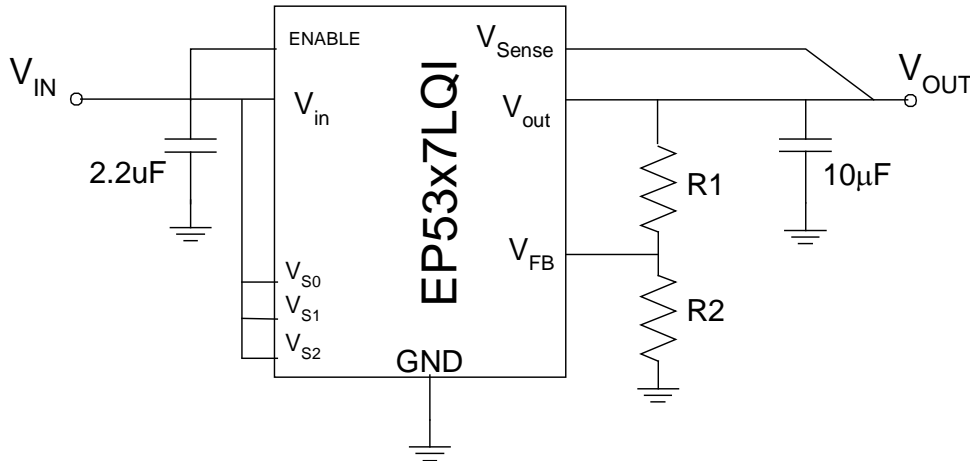 ENABLE
V_IN
V_in
2.2uF
V_S0
V_S1
V_S2
EP53x7LQI
GND
V_Sense
V_out
V_FB
V_OUT
R1
10μF
R2